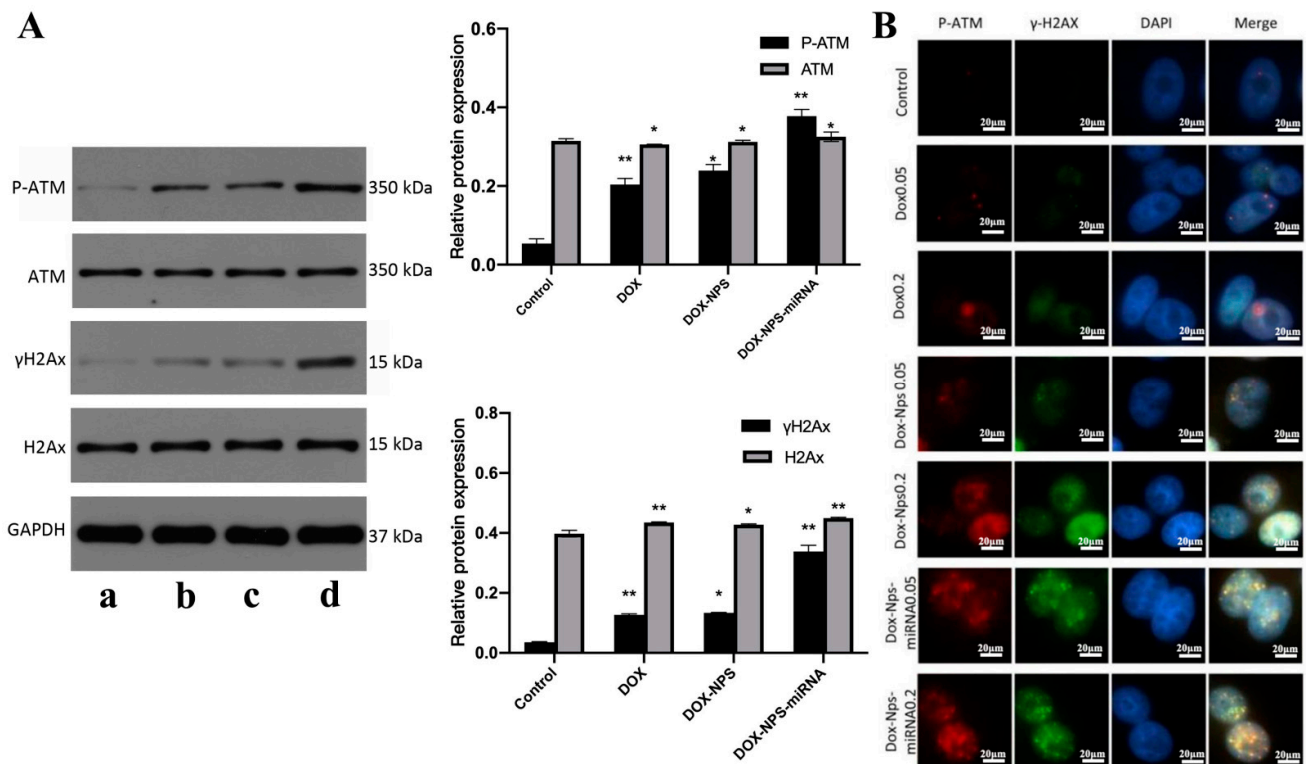 A
P-ATM 350 kDa
ATM 350 kDa
γH2Ax 15 kDa
H2Ax 15 kDa
GAPDH 37 kDa
a b c d
Relative protein expression
0.6
0.4
0.2
0.0
P-ATM
ATM
** * * * ** *
Control DOX DOX-NPS DOX-NPS-miRNA
Relative protein expression
0.8
0.6
0.4
0.2
0.0
γH2Ax
H2Ax
** ** * * ** **
Control DOX DOX-NPS DOX-NPS-miRNA
B
P-ATM γ-H2AX DAPI Merge
Control
20μm 20μm 20μm 20μm
Dox0.05
20μm 20μm 20μm 20μm
Dox0.2
20μm 20μm 20μm 20μm
Dox-Nps 0.05
20μm 20μm 20μm 20μm
Dox-Nps0.2
20μm 20μm 20μm 20μm
Dox-Nps-
miRNA0.05
20μm 20μm 20μm 20μm
Dox-Nps-
miRNA0.2
20μm 20μm 20μm 20μm